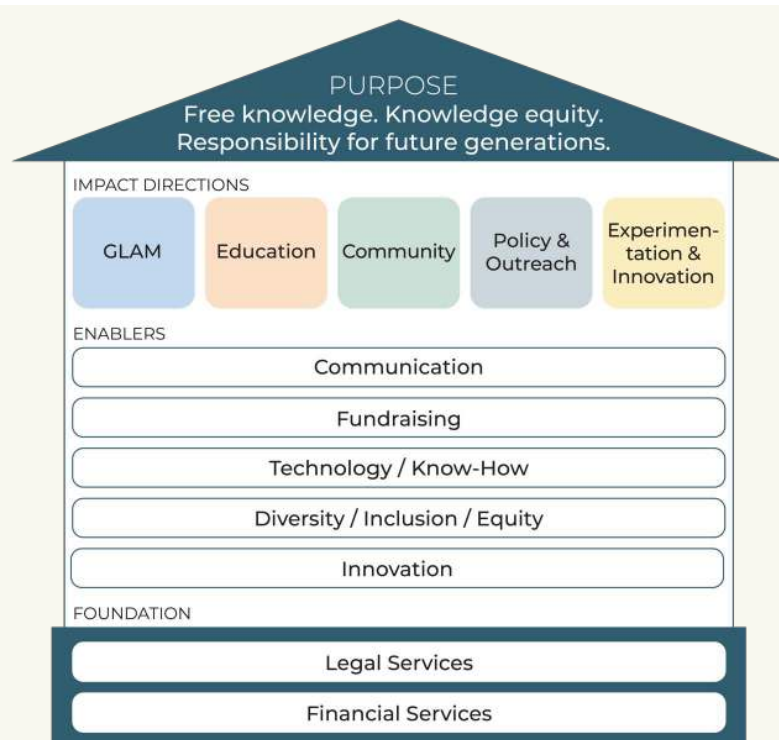 PURPOSE
Free knowledge. Knowledge equity.
Responsibility for future generations.
IMPACT DIRECTIONS
GLAM
Education
Community
Policy &
Outreach
Experimen-
tation &
Innovation
ENABLERS
Communication
Fundraising
Technology / Know-How
Diversity / Inclusion / Equity
Innovation
FOUNDATION
Legal Services
Financial Services